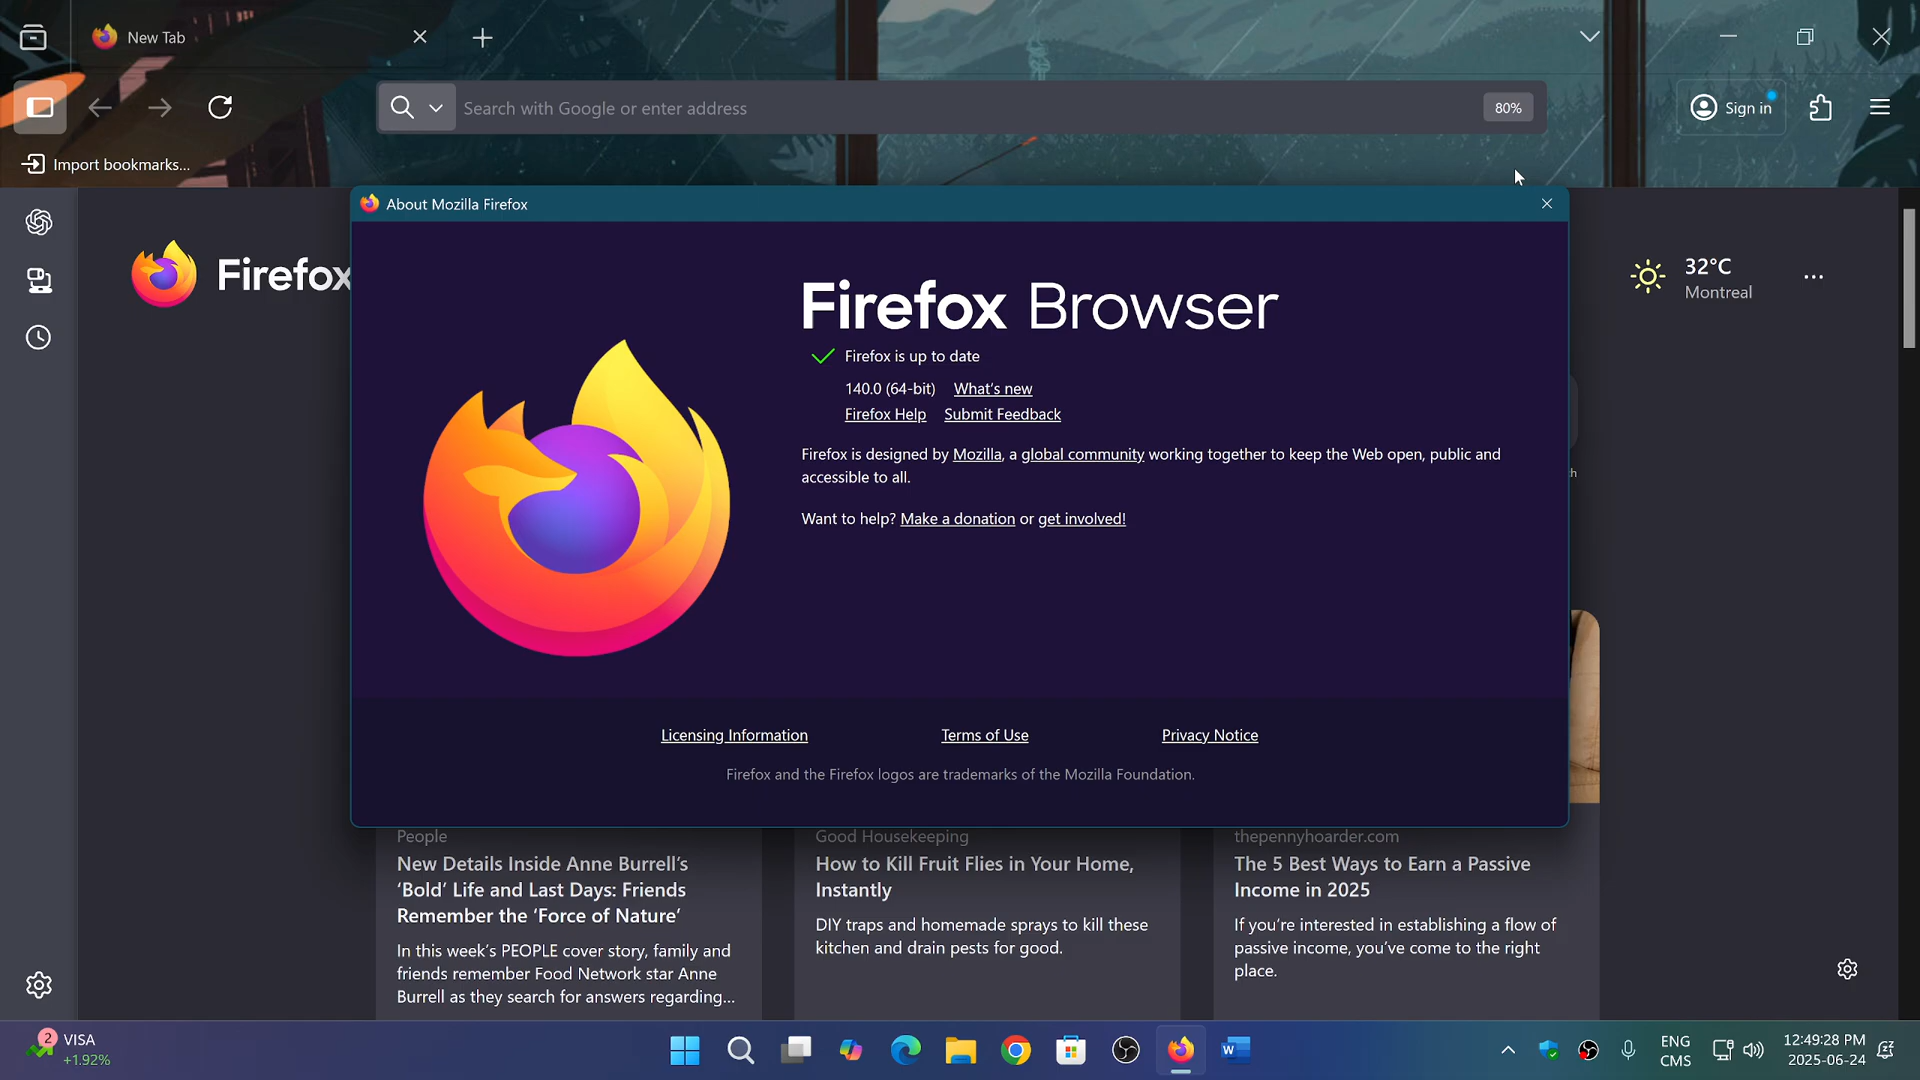 New Tab
Search with Google or enter address
80%
Sign in
Import bookmarks...
About Mozilla Firefox
Firefox
32°C
Montreal
Firefox Browser
Firefox is up to date
140.0 (64-bit) What's new
Firefox Help Submit Feedback
h
Firefox is designed by Mozilla, a global community working together to keep the Web open, public and
accessible to all.
Want to help? Make a donation or get involved!
Licensing Information Terms of Use Privacy Notice
Firefox and the Firefox logos are trademarks of the Mozilla Foundation.
People
New Details Inside Anne Burrell's
‘Bold’ Life and Last Days: Friends
Remember the ‘Force of Nature’
In this week's PEOPLE cover story, family and
friends remember Food Network star Anne
Burrell as they search for answers regarding...
Good Housekeeping
How to Kill Fruit Flies in Your Home,
Instantly
DIY traps and homemade sprays to kill these
kitchen and drain pests for good.
thepennyhoarder.com
The 5 Best Ways to Earn a Passive
Income in 2025
If you're interested in establishing a flow of
passive income, you've come to the right
place.
2
VISA
+1.92%
W
ENG
CMS
12:49:28 PM
2025-06-24